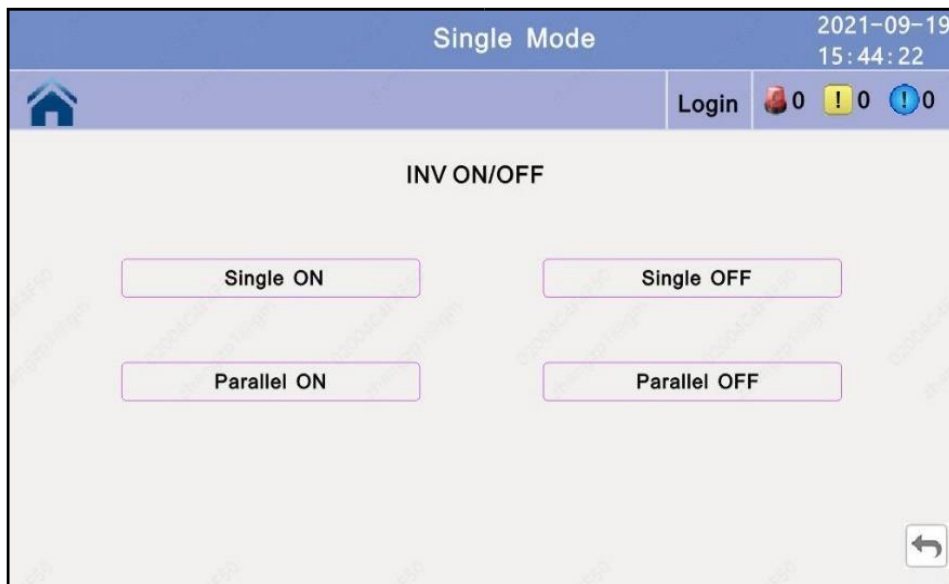 Single Mode
2021-09-19
15:44:22
Login 0 ! 0 ! 0
INV ON/OFF
Single ON
Single OFF
Parallel ON
Parallel OFF